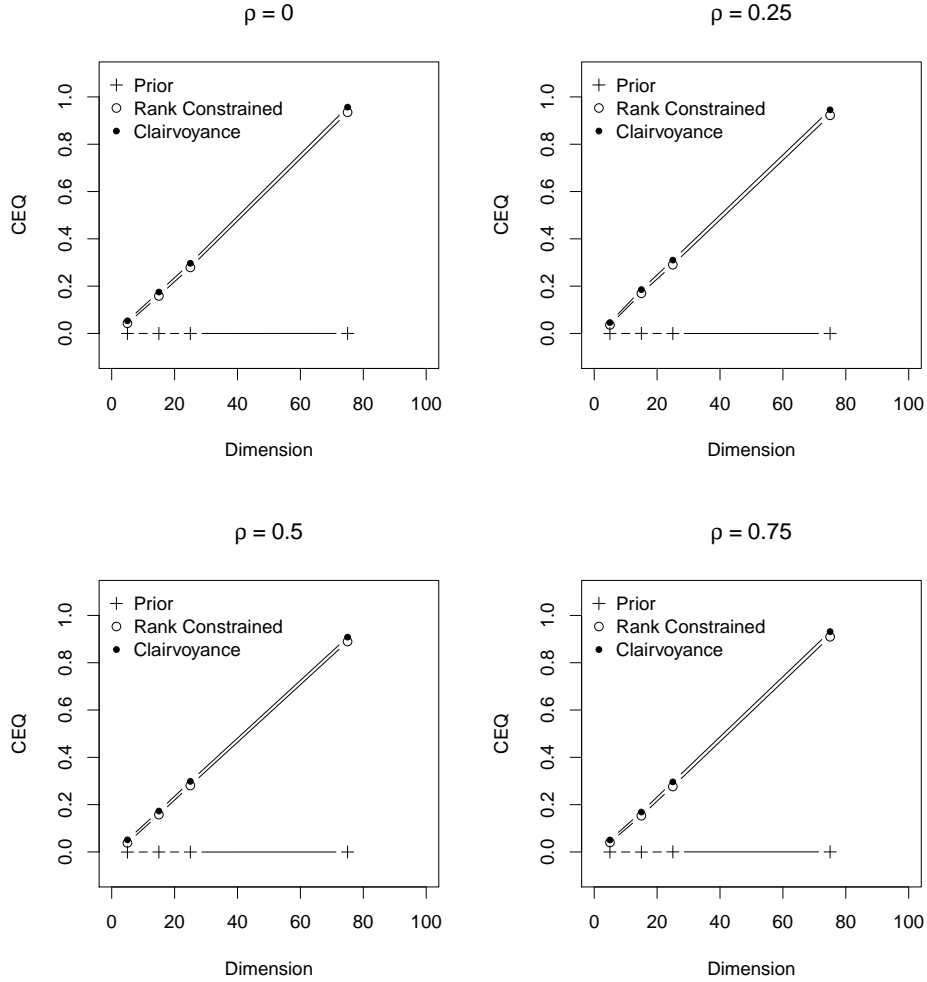 ρ = 0
Prior
Rank Constrained
Clairvoyance
CEQ
0.0 0.2 0.4 0.6 0.8 1.0
0 20 40 60 80 100
Dimension
ρ = 0.25
Prior
Rank Constrained
Clairvoyance
CEQ
0.0 0.2 0.4 0.6 0.8 1.0
0 20 40 60 80 100
Dimension
ρ = 0.5
Prior
Rank Constrained
Clairvoyance
CEQ
0.0 0.2 0.4 0.6 0.8 1.0
0 20 40 60 80 100
Dimension
ρ = 0.75
Prior
Rank Constrained
Clairvoyance
CEQ
0.0 0.2 0.4 0.6 0.8 1.0
0 20 40 60 80 100
Dimension